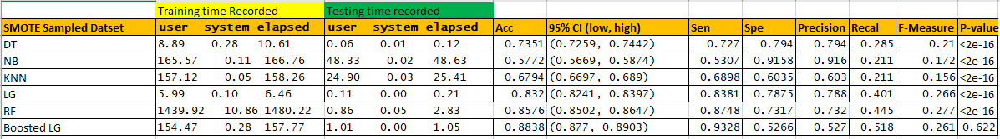 Training time Recorded Testing time recorded
SMOTE Sampled Datset user system elapsed user system elapsed Acc 95% CI (low, high) Sen Spe Precision Recal F-Measure P-value
DT 8.89 0.28 10.61 0.06 0.01 0.12 0.7351 (0.7259, 0.7442) 0.727 0.794 0.794 0.285 0.21 <2e-16
NB 165.57 0.11 166.76 48.33 0.02 48.63 0.5772 (0.5669, 0.5874) 0.5307 0.9158 0.916 0.211 0.172 <2e-16
KNN 157.12 0.05 158.26 24.90 0.03 25.41 0.6794 (0.6697, 0.689) 0.6898 0.6035 0.603 0.211 0.156 <2e-16
LG 5.99 0.10 6.46 0.11 0.00 0.21 0.832 (0.8241, 0.8397) 0.8381 0.7875 0.788 0.401 0.266 <2e-16
RF 1439.92 10.86 1480.22 0.86 0.05 2.83 0.8576 (0.8502, 0.8647) 0.8748 0.7317 0.732 0.445 0.277 <2e-16
Boosted LG 154.47 0.28 157.77 1.01 0.00 1.05 0.8838 (0.877, 0.8903) 0.9328 0.5266 0.527 0.518 0.261 0.622